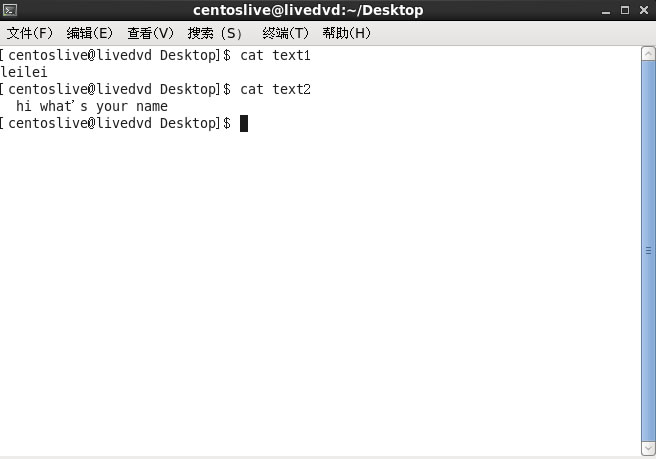 centoslive@livedvd:~/Desktop
文件(F) 编辑(E) 查看(V) 搜索 (S) 终端(T) 帮助(H)
[centoslive@livedvd Desktop]$ cat text1
leilei
[centoslive@livedvd Desktop]$ cat text2
  hi what's your name
[centoslive@livedvd Desktop]$